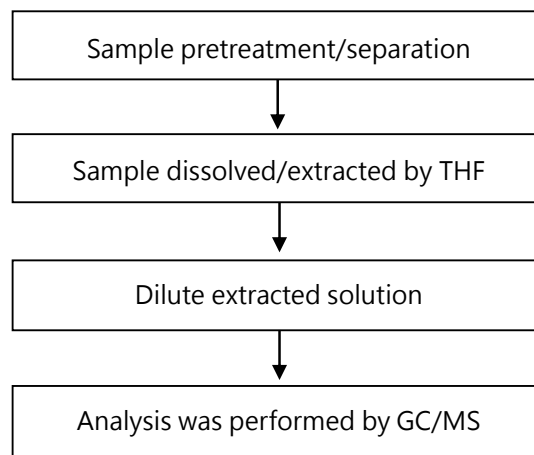 Sample pretreatment/separation
Sample dissolved/extracted by THF
Dilute extracted solution
Analysis was performed by GC/MS